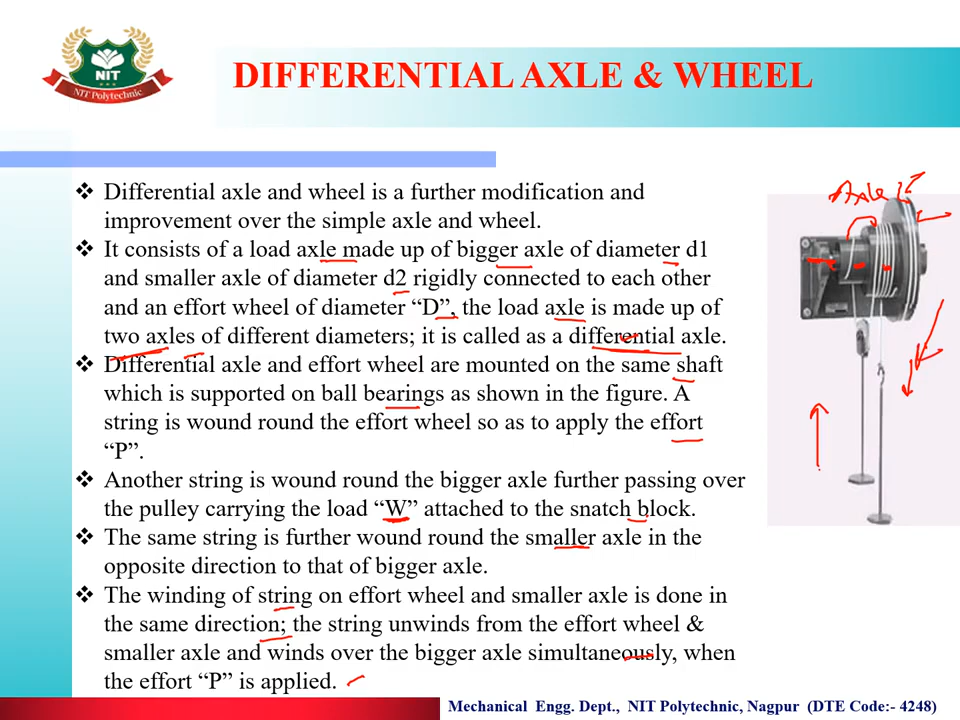 NIT
NIT Polytechnic
DIFFERENTIAL AXLE & WHEEL
❖ Differential axle and wheel is a further modification and
improvement over the simple axle and wheel.
❖ It consists of a load axle made up of bigger axle of diameter d1
and smaller axle of diameter d2 rigidly connected to each other
and an effort wheel of diameter “D”, the load axle is made up of
two axles of different diameters; it is called as a differential axle.
❖ Differential axle and effort wheel are mounted on the same shaft
which is supported on ball bearings as shown in the figure. A
string is wound round the effort wheel so as to apply the effort
“P”.
❖ Another string is wound round the bigger axle further passing over
the pulley carrying the load “W” attached to the snatch block.
❖ The same string is further wound round the smaller axle in the
opposite direction to that of bigger axle.
❖ The winding of string on effort wheel and smaller axle is done in
the same direction; the string unwinds from the effort wheel &
smaller axle and winds over the bigger axle simultaneously, when
the effort “P” is applied.
Axle
Mechanical Engg. Dept., NIT Polytechnic, Nagpur (DTE Code:- 4248)